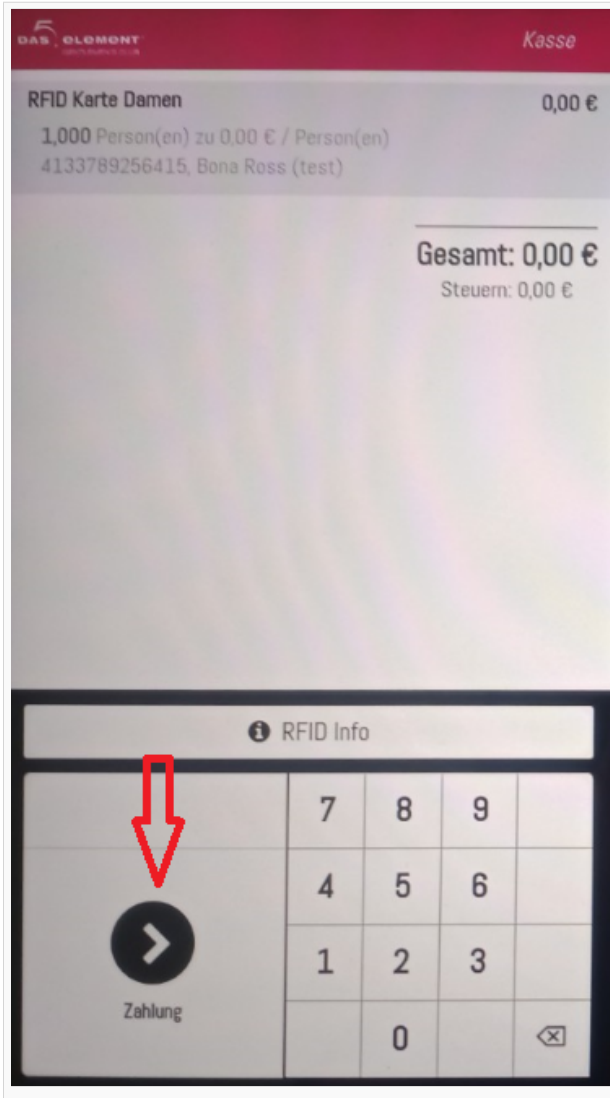 5
DAS ELEMENT
Kasse
RFID Karte Damen 0,00 €
1,000 Person(en) zu 0,00 € / Person(en)
4133789256415, Bona Ross (test)
Gesamt: 0,00 €
Steuern: 0,00 €
RFID Info
7 8 9
4 5 6
1 2 3
Zahlung
0